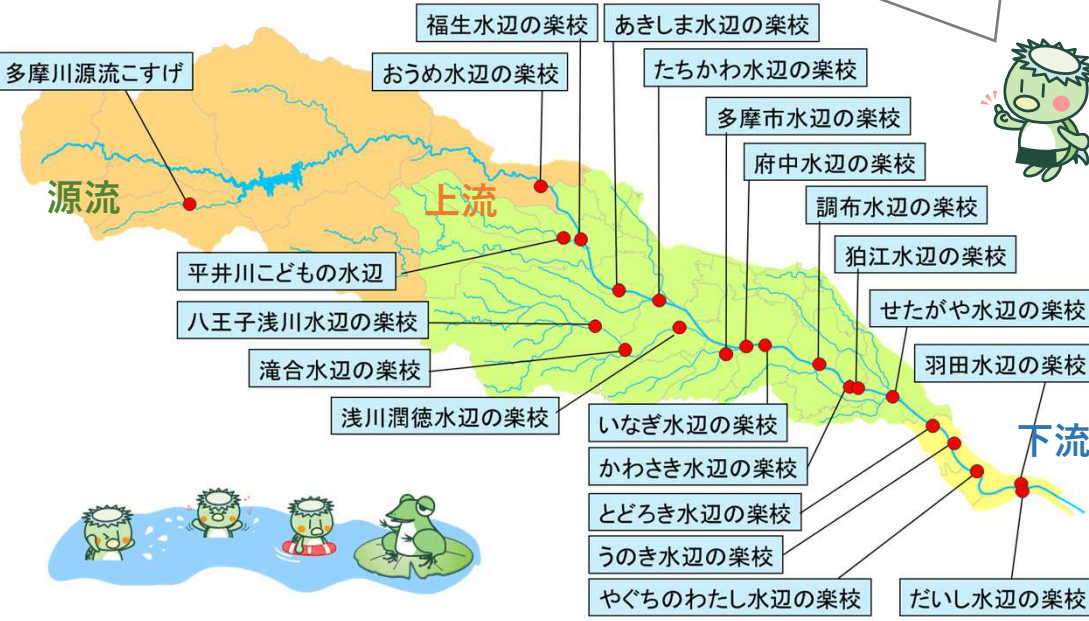 福生水辺の楽校
あきしま水辺の楽校
多摩川源流こすげ
おうめ水辺の楽校
たちかわ水辺の楽校
多摩市水辺の楽校
府中水辺の楽校
源流
上流
調布水辺の楽校
狛江水辺の楽校
平井川こどもの水辺
せたがや水辺の楽校
八王子浅川水辺の楽校
羽田水辺の楽校
滝合水辺の楽校
浅川潤徳水辺の楽校
いなぎ水辺の楽校
下流
かわさき水辺の楽校
とどろき水辺の楽校
うのき水辺の楽校
やぐちのわたし水辺の楽校
だいし水辺の楽校